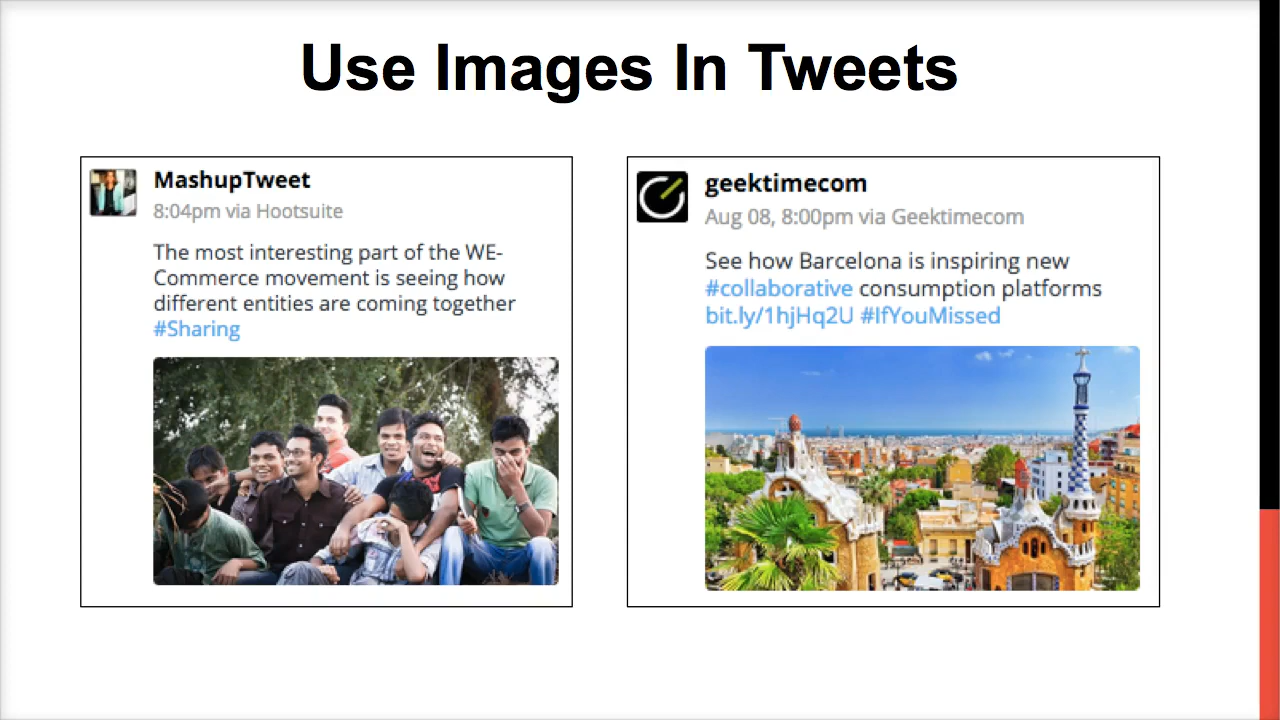 Use Images In Tweets
MashupTweet
8:04pm via Hootsuite
The most interesting part of the WE-
Commerce movement is seeing how
different entities are coming together
#Sharing
geektimecom
Aug 08, 8:00pm via Geektimecom
See how Barcelona is inspiring new
#collaborative consumption platforms
bit.ly/1hjHq2U #IfYouMissed